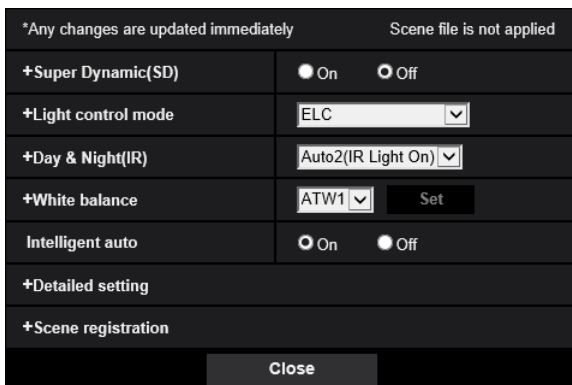 *Any changes are updated immediately Scene file is not applied
+Super Dynamic(SD) On Off
+Light control mode ELC
+Day & Night(IR) Auto2(IR Light On)
+White balance ATW1 Set
Intelligent auto On Off
+Detailed setting
+Scene registration
Close